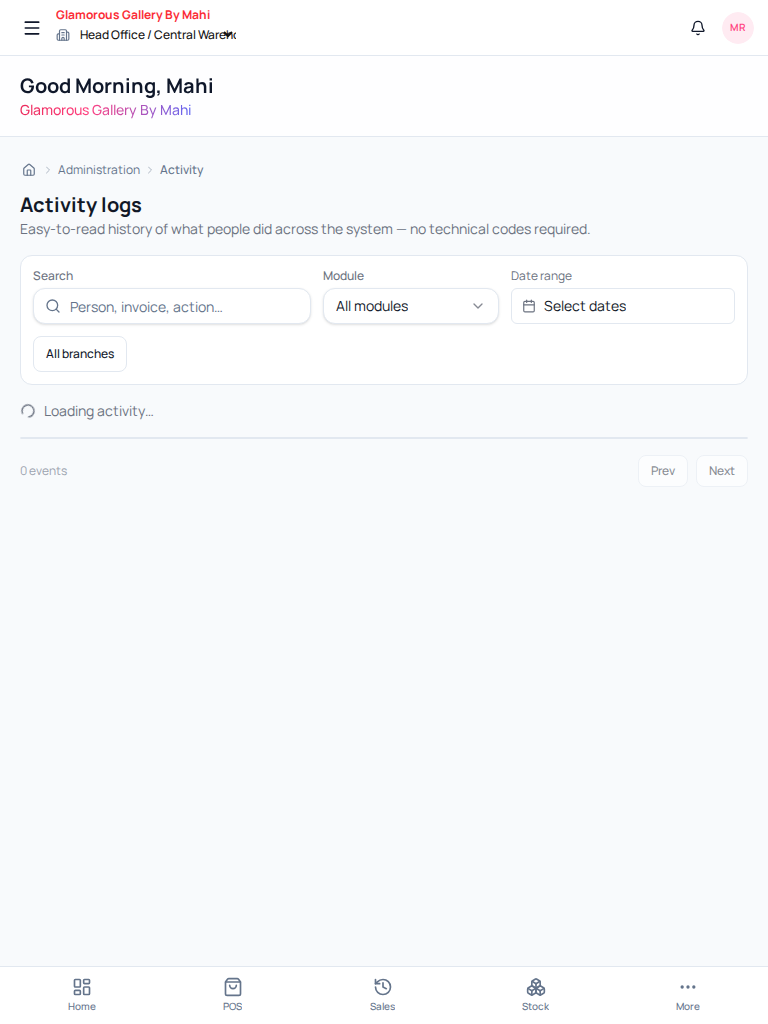 Glamorous Gallery By Mahi
Head Office / Central
MR
Good Morning, Mahi
Glamorous Gallery By Mahi
Administration
Activity
Activity logs
Easy-to-read history of what people did across the system — no technical codes required.
Search
Module
Date range
Person, invoice, action...
All modules
Select dates
All branches
Loading activity...
0 events
Prev
Next
Home
POS
Sales
Stock
More